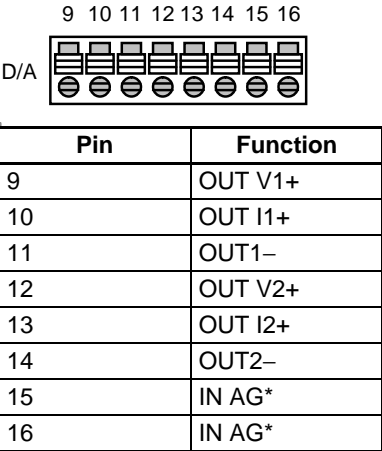 9 10 11 12 13 14 15 16
D/A
Pin Function
9 OUT V1+
10 OUT I1+
11 OUT1−
12 OUT V2+
13 OUT I2+
14 OUT2−
15 IN AG*
16 IN AG*